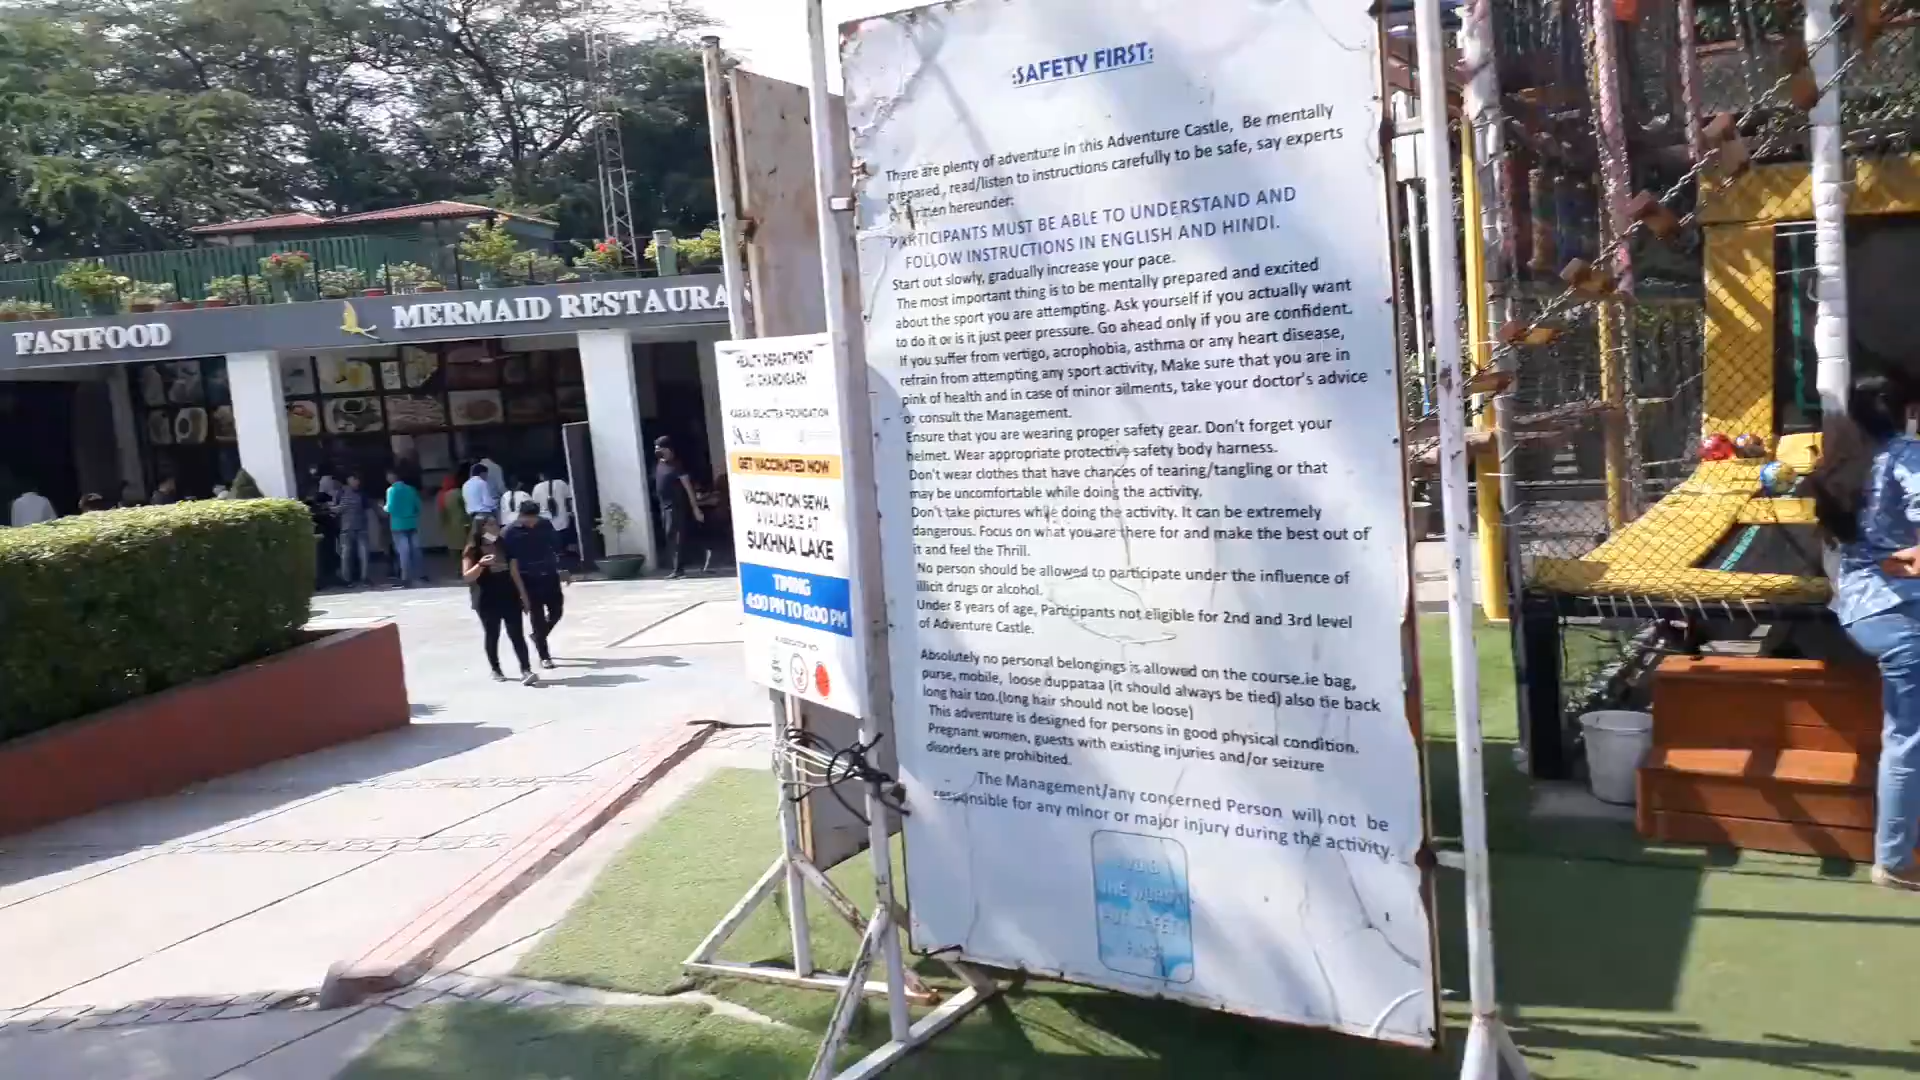 FASTFOOD
MERMAID RESTAURA
HEALTH DEPARTMENT
U.T. CHANDIGARH
KARAN GILHOTRA FOUNDATION
GET VACCINATED NOW
VACCINATION SEWA
AVAILABLE AT
SUKHNA LAKE
TIMING
4:00 PM TO 8:00 PM
:SAFETY FIRST:
There are plenty of adventure in this Adventure Castle, Be mentally
prepared, read/listen to instructions carefully to be safe, say experts
or written hereunder:
PARTICIPANTS MUST BE ABLE TO UNDERSTAND AND
FOLLOW INSTRUCTIONS IN ENGLISH AND HINDI.
Start out slowly, gradually increase your pace.
The most important thing is to be mentally prepared and excited
about the sport you are attempting. Ask yourself if you actually want
to do it or is it just peer pressure. Go ahead only if you are confident.
If you suffer from vertigo, acrophobia, asthma or any heart disease,
refrain from attempting any sport activity, Make sure that you are in
pink of health and in case of minor ailments, take your doctor's advice
or consult the Management.
Ensure that you are wearing proper safety gear. Don't forget your
helmet. Wear appropriate protective safety body harness.
Don't wear clothes that have chances of tearing/tangling or that
may be uncomfortable while doing the activity.
Don't take pictures while doing the activity. It can be extremely
dangerous. Focus on what you are there for and make the best out of
it and feel the Thrill.
No person should be allowed to participate under the influence of
illicit drugs or alcohol.
Under 8 years of age, Participants not eligible for 2nd and 3rd level
of Adventure Castle.
Absolutely no personal belongings is allowed on the course.ie bag,
purse, mobile, loose duppataa (it should always be tied) also tie back
long hair too.(long hair should not be loose)
This adventure is designed for persons in good physical condition.
Pregnant women, guests with existing injuries and/or seizure
disorders are prohibited.
The Management/any concerned Person will not be
responsible for any minor or major injury during the activity.